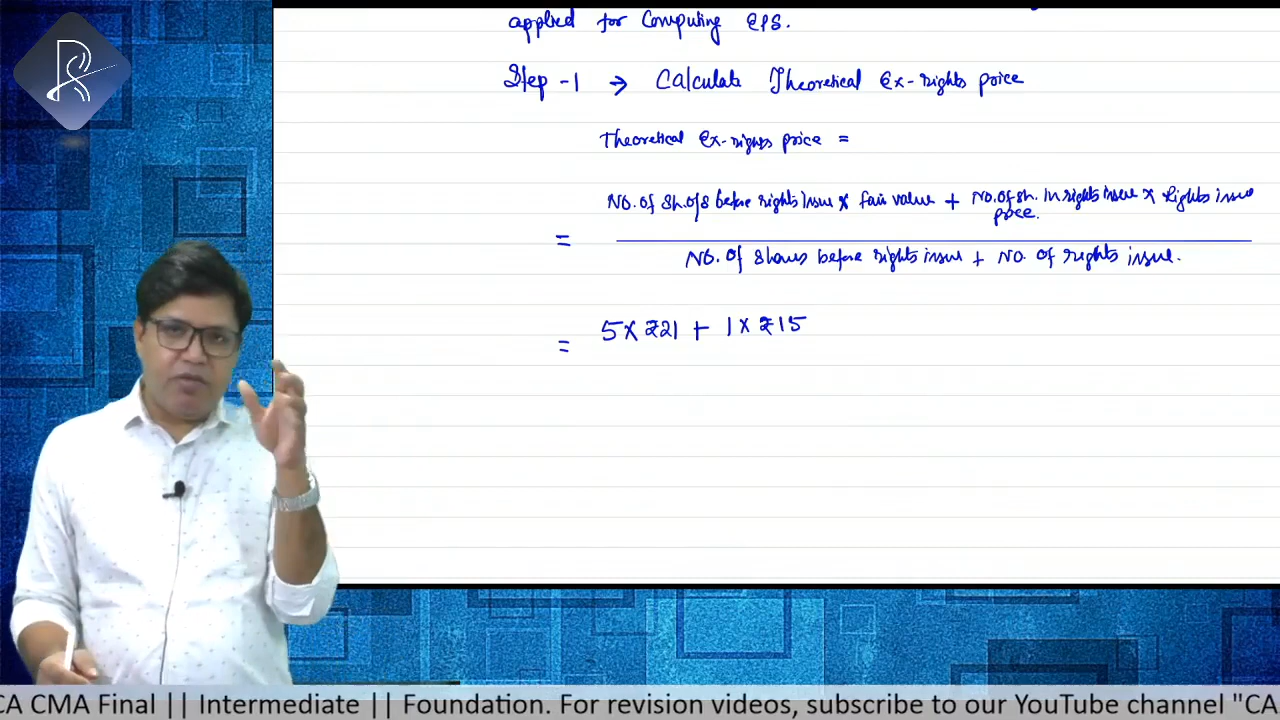 applied for Computing EPS.
Step -1 → Calculate Theoretical Ex-rights price
Theoretical Ex-rights price =
= No. of sh. o/s before rights issue x fair value + No. of sh. in rights issue x rights issue price.
No. of shares before rights issue + No. of rights issue.
= 5x₹21 + 1x₹15
CA CMA Final || Intermediate || Foundation. For revision videos, subscribe to our YouTube channel "CA